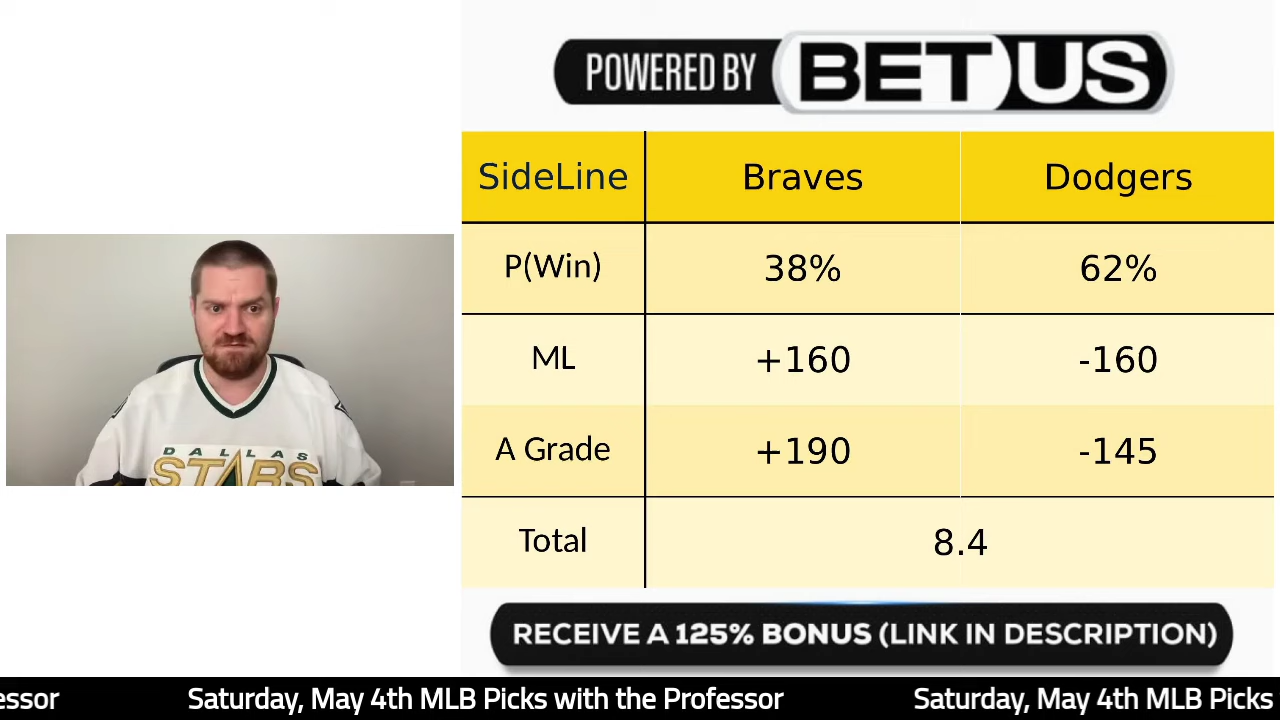 POWERED BY BETUS
SideLine Braves Dodgers
P(Win) 38% 62%
ML +160 -160
A Grade +190 -145
Total 8.4
DALLAS
STARS
RECEIVE A 125% BONUS (LINK IN DESCRIPTION)
essor Saturday, May 4th MLB Picks with the Professor Saturday, May 4th MLB Picks